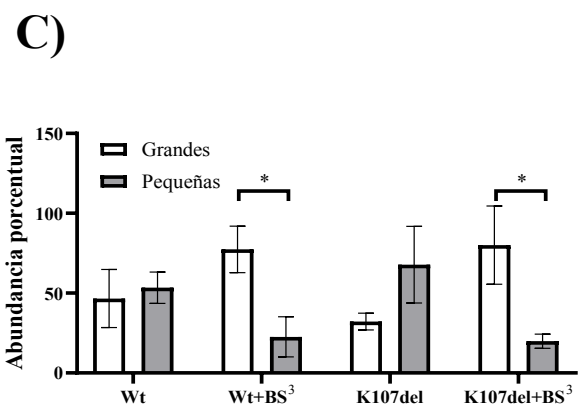 C)
150
Grandes
Pequeñas
* *
100
50
0
Abundancia porcentual
Wt Wt+BS³ K107del K107del+BS³